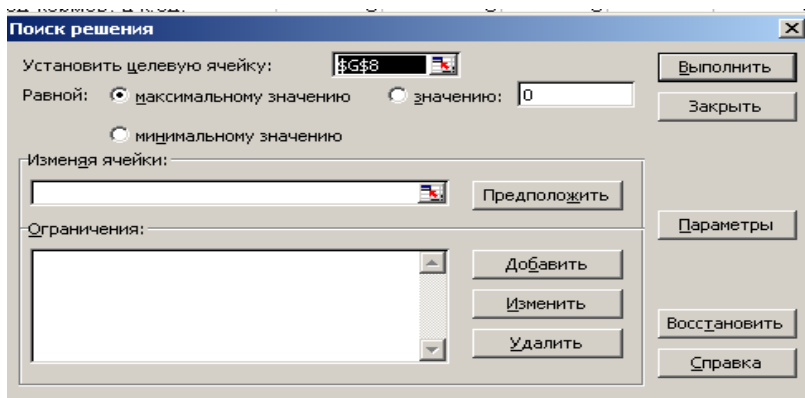 Поиск решения
Установить целевую ячейку: $G$8 Выполнить
Равной: максимальному значению значению: 0 Закрыть
минимальному значению
Изменяя ячейки:
Предположить
Ограничения: Параметры
Добавить
Изменить
Удалить Восстановить
Справка